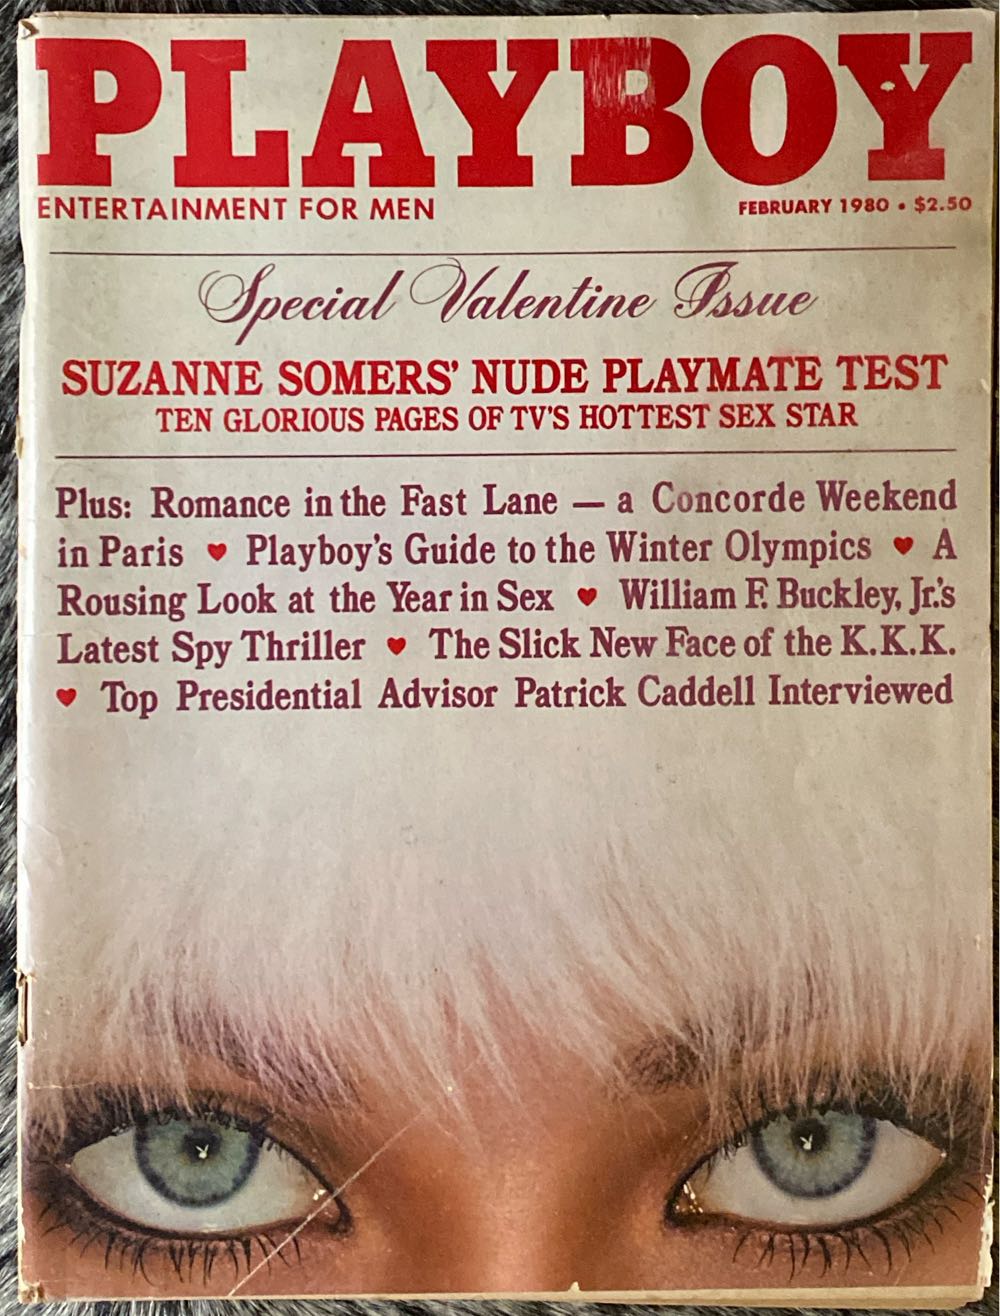 PLAYBOY
ENTERTAINMENT FOR MEN
FEBRUARY 1980 • $2.50
Special Valentine Issue
SUZANNE SOMERS' NUDE PLAYMATE TEST
TEN GLORIOUS PAGES OF TV'S HOTTEST SEX STAR
Plus: Romance in the Fast Lane — a Concorde Weekend
in Paris ♥ Playboy's Guide to the Winter Olympics ♥ A
Rousing Look at the Year in Sex ♥ William F. Buckley, Jr.'s
Latest Spy Thriller ♥ The Slick New Face of the K.K.K.
♥ Top Presidential Advisor Patrick Caddell Interviewed